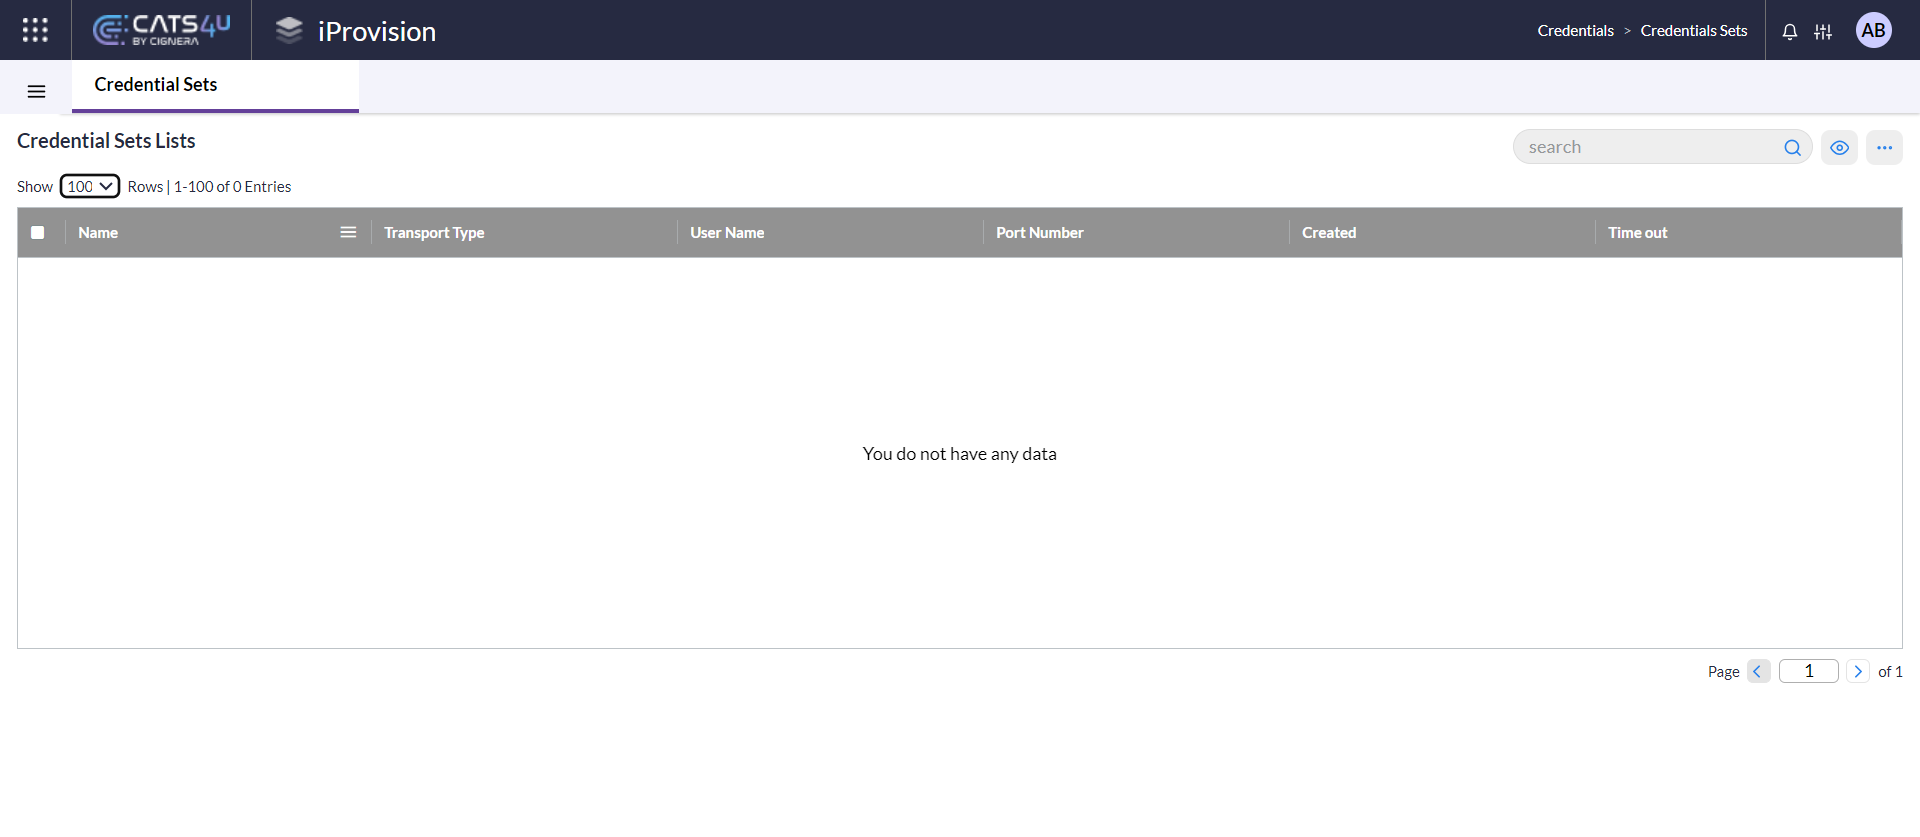 CATS4U
BY CIGNERA
iProvision
Credentials > Credentials Sets
AB
Credential Sets
Credential Sets Lists
search
Show 100 Rows | 1-100 of 0 Entries
Name Transport Type User Name Port Number Created Time out
You do not have any data
Page 1 of 1